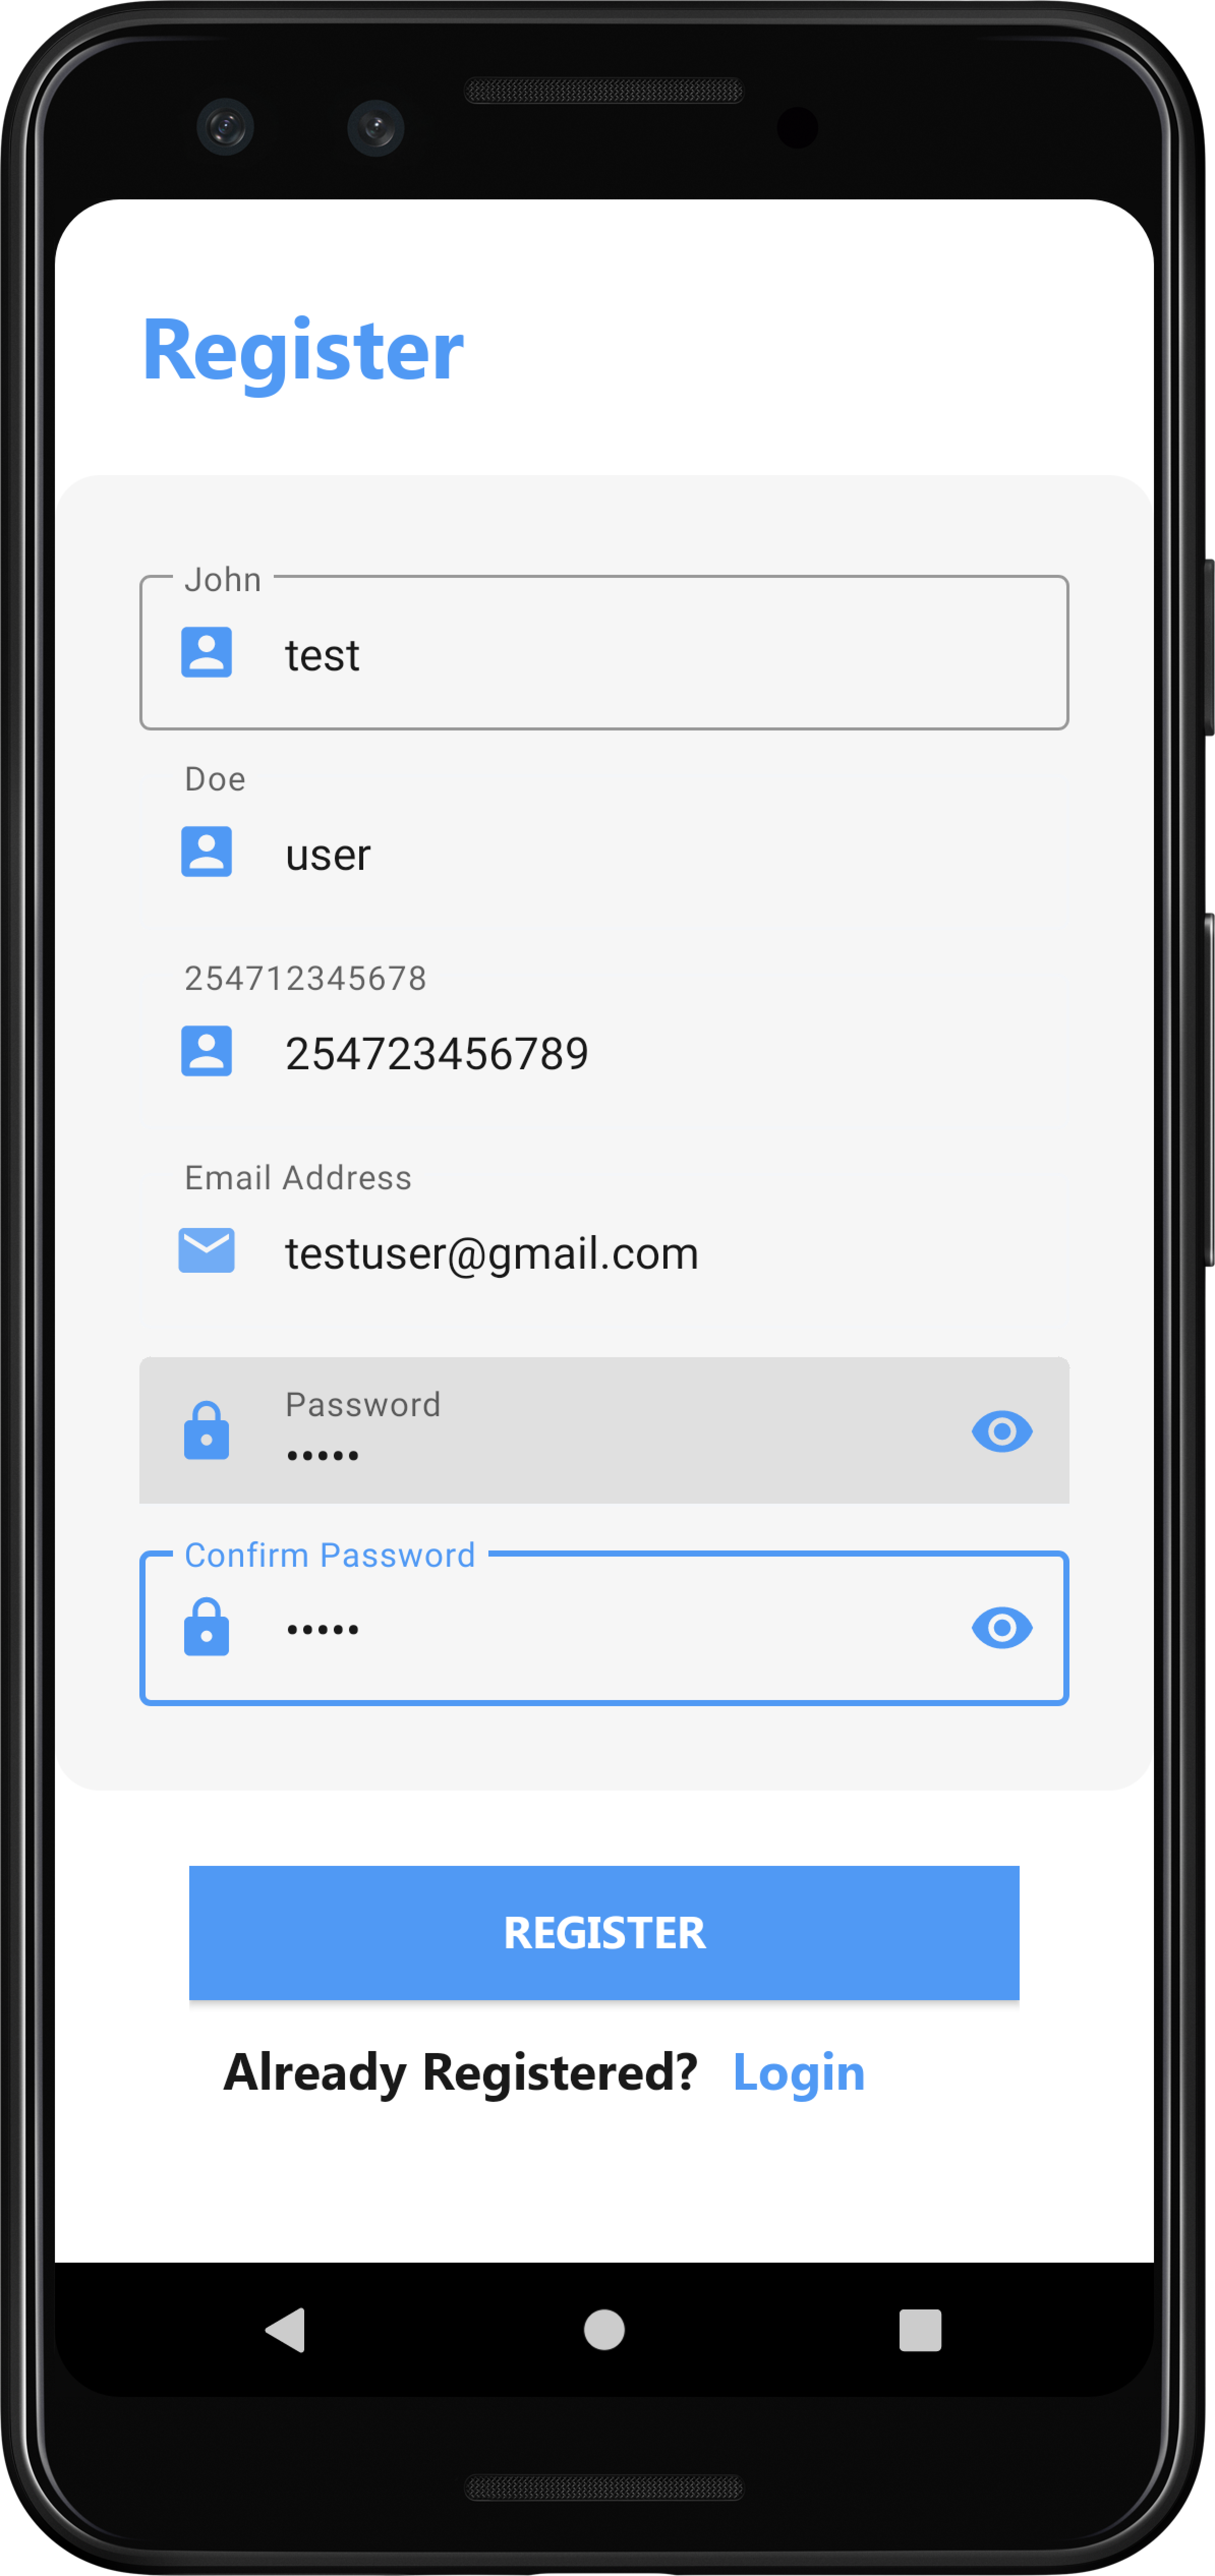 Register
John
test
Doe
user
254712345678
254723456789
Email Address
testuser@gmail.com
Password
•••••
Confirm Password
•••••
REGISTER
Already Registered? Login